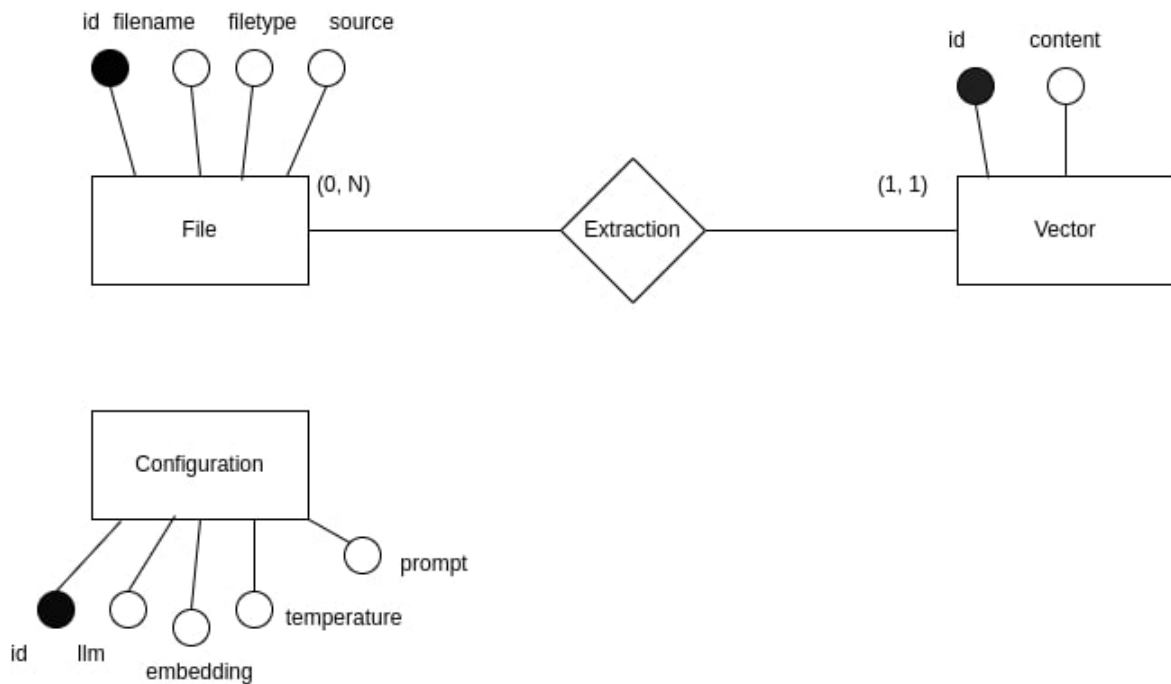 id filename filetype source
id content
(0, N) (1, 1)
File Extraction Vector
Configuration
prompt
temperature
id llm
embedding